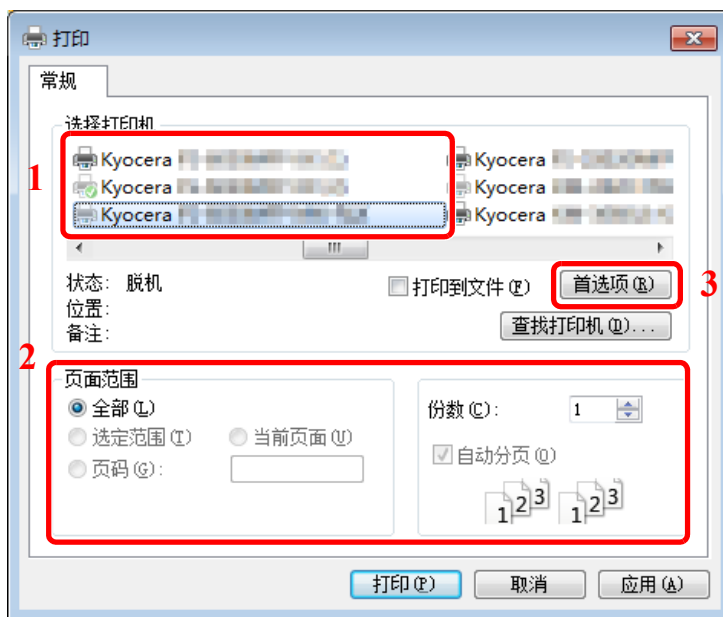 打印
常规
选择打印机
1
Kyocera
Kyocera
Kyocera
Kyocera
Kyocera
Kyocera
状态: 脱机
打印到文件(F)
首选项(R)
3
位置:
备注:
查找打印机(D)...
2
页面范围
全部(L)
选定范围(T)
当前页面(U)
页码(G):
份数(C):
1
自动分页(O)
1 2 3 1 2 3
打印(P)
取消
应用(A)